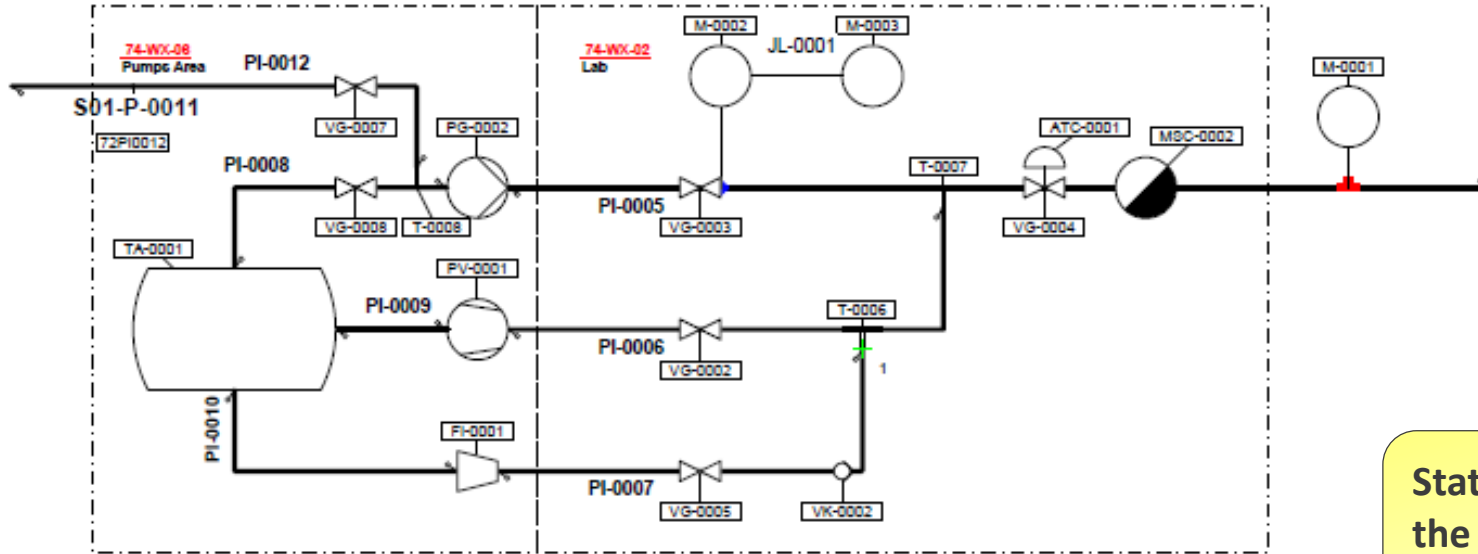 M-0002
M-0003
74-WX-06
Pumps Area
PI-0012
74-WX-02
Lab
JL-0001
M-0001
S01-P-0011
VG-0007
PG-0002
ATC-0001
MSC-0002
72PI0012
PI-0008
T-0007
PI-0005
VG-0008
T-0008
VG-0003
VG-0004
TA-0001
PV-0001
PI-0009
T-0006
PI-0006
VG-0002
1
PI-0010
FI-0001
PI-0007
VG-0005
VK-0002
Stat
the